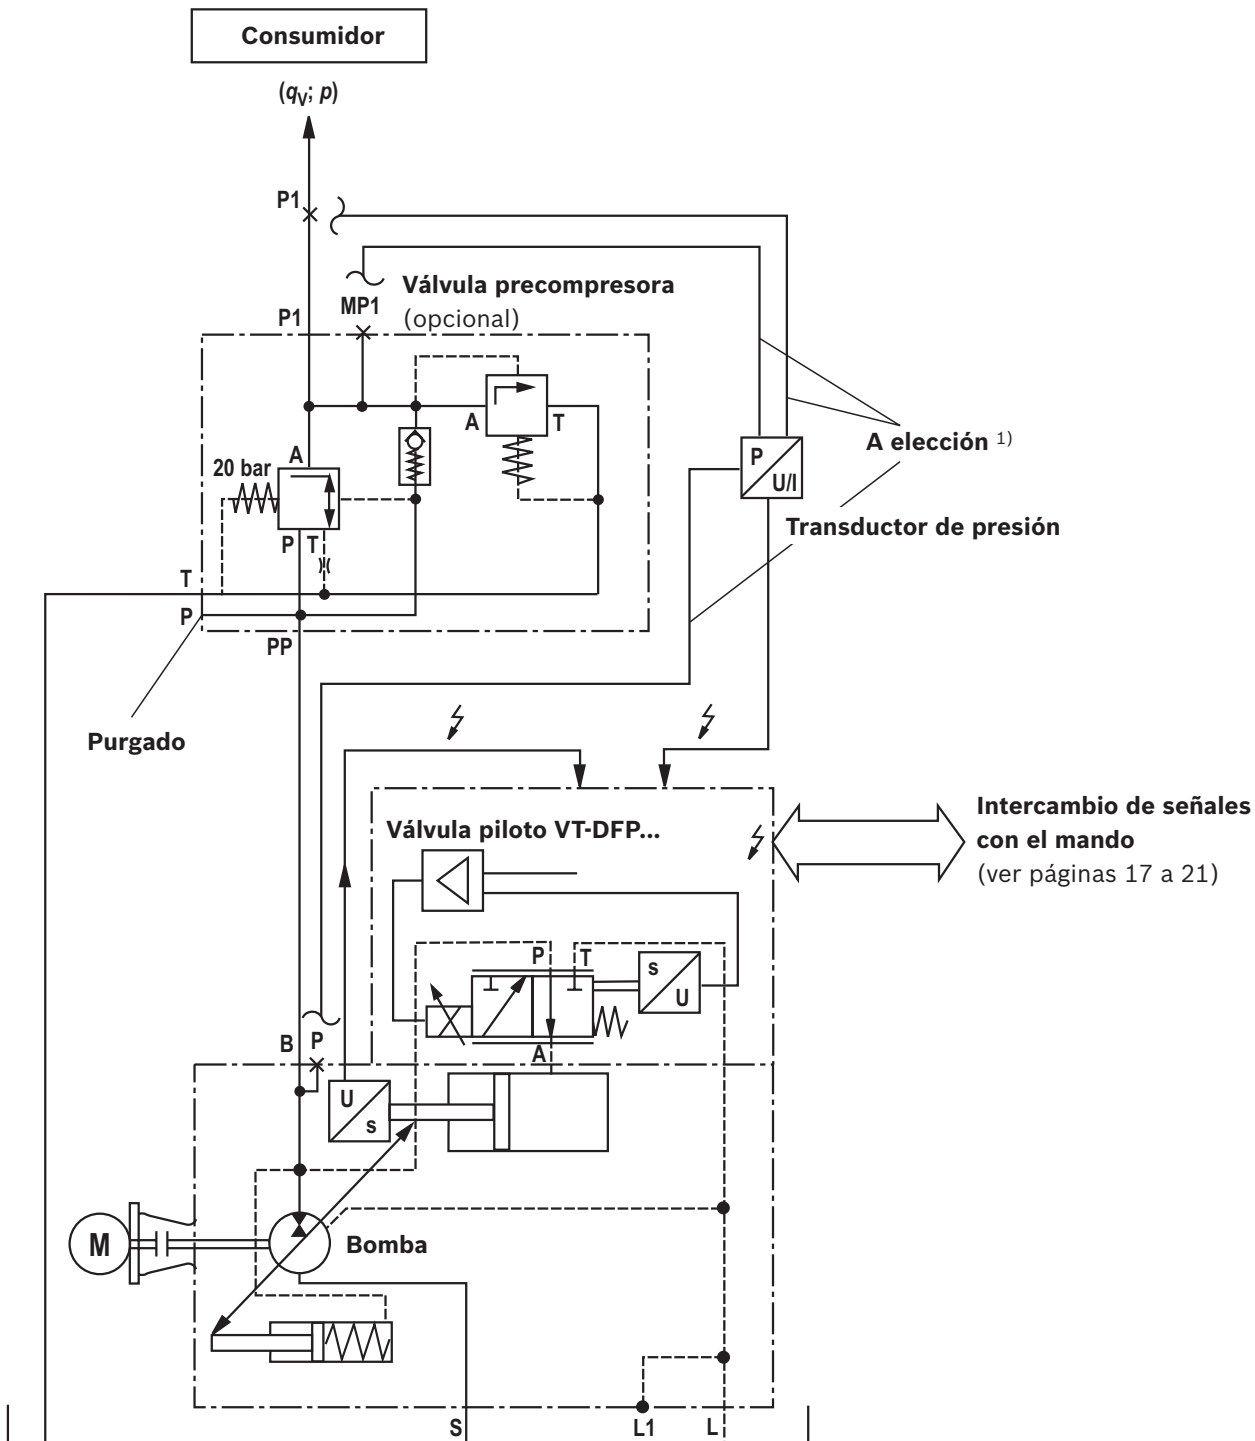 Consumidor
(qV; p)
P1
MP1
Válvula precompresora
(opcional)
P1
A
T
A
20 bar
P
U/I
A elección 1)
P
T
Transductor de presión
T
P
PP
Purgado
Intercambio de señales
con el mando
(ver páginas 17 a 21)
Válvula piloto VT-DFP...
P
T
s
U
B
P
A
U
s
M
Bomba
S
L1
L